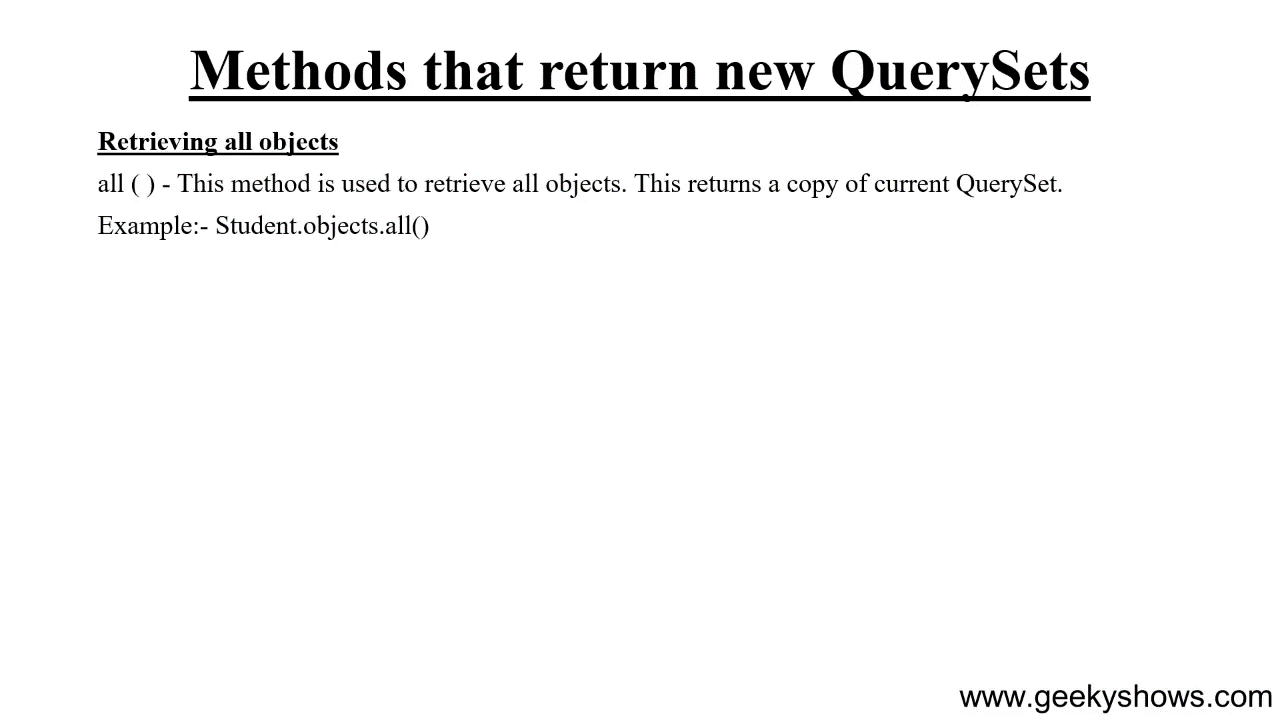 Methods that return new QuerySets
Retrieving all objects
all ( ) - This method is used to retrieve all objects. This returns a copy of current QuerySet.
Example:- Student.objects.all()
www.geekyshows.com